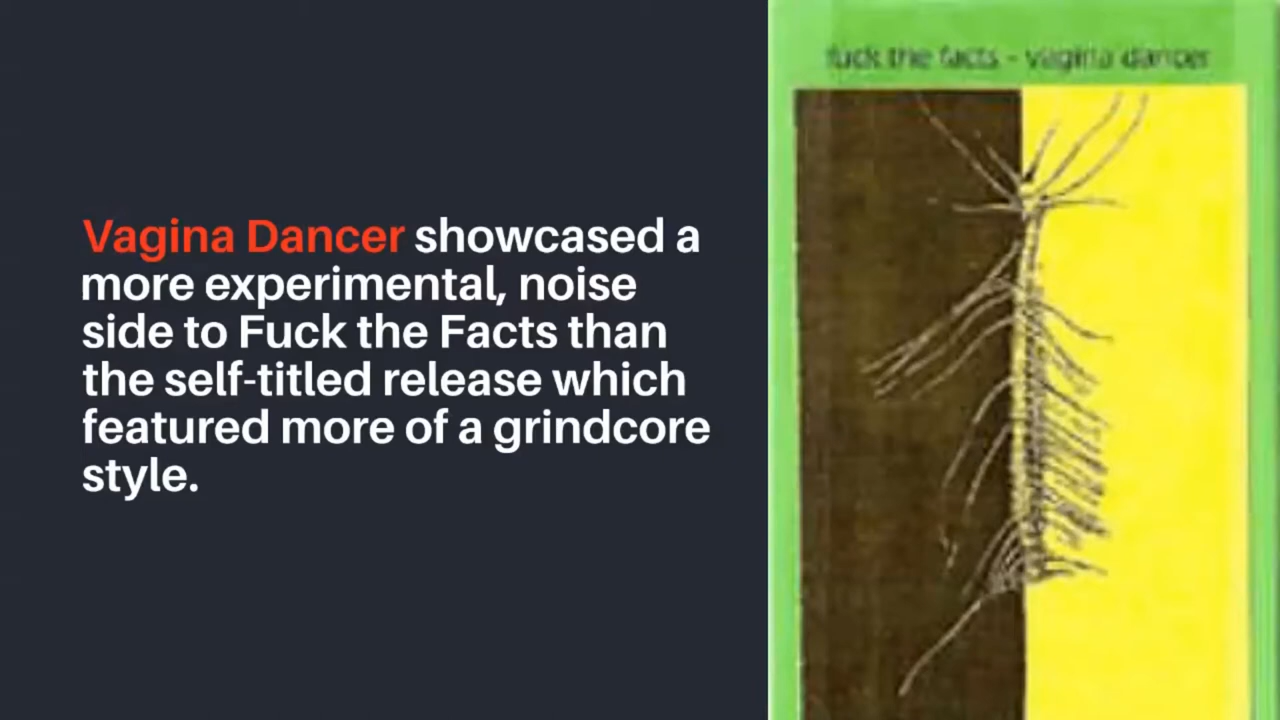 Vagina Dancer showcased a
more experimental, noise
side to Fuck the Facts than
the self-titled release which
featured more of a grindcore
style.
fuck the facts - vagina dancer